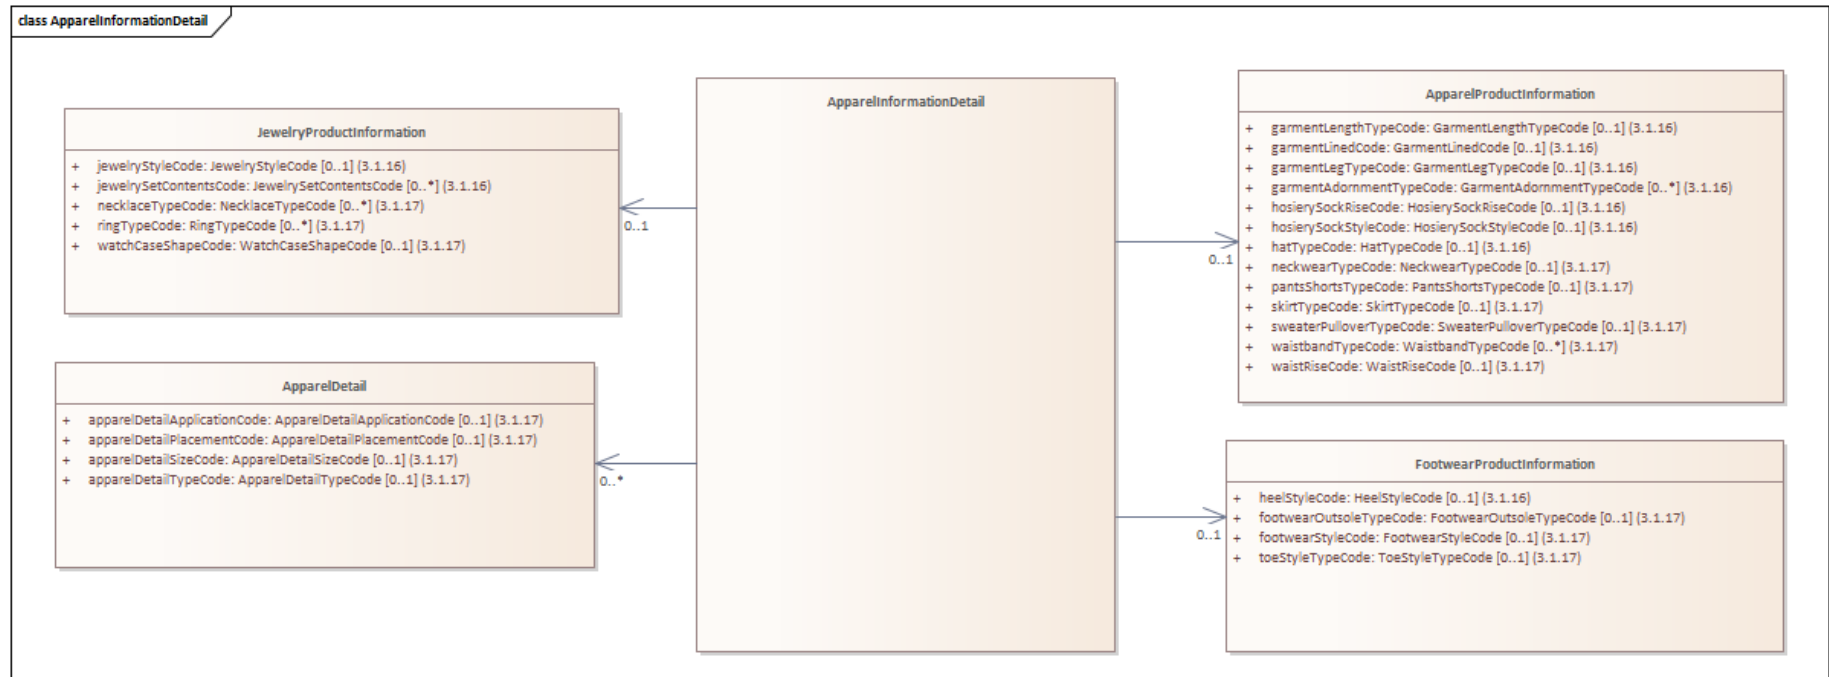 class ApparelInformationDetail
JewelryProductInformation
+ jewelryStyleCode: JewelryStyleCode [0..1] (3.1.16)
+ jewelrySetContentsCode: JewelrySetContentsCode [0..*] (3.1.16)
+ necklaceTypeCode: NecklaceTypeCode [0..*] (3.1.17)
+ ringTypeCode: RingTypeCode [0..*] (3.1.17)
+ watchCaseShapeCode: WatchCaseShapeCode [0..1] (3.1.17)
0..1
ApparelDetail
+ apparelDetailApplicationCode: ApparelDetailApplicationCode [0..1] (3.1.17)
+ apparelDetailPlacementCode: ApparelDetailPlacementCode [0..1] (3.1.17)
+ apparelDetailSizeCode: ApparelDetailSizeCode [0..1] (3.1.17)
+ apparelDetailTypeCode: ApparelDetailTypeCode [0..1] (3.1.17)
0..*
ApparelInformationDetail
ApparelProductInformation
+ garmentLengthTypeCode: GarmentLengthTypeCode [0..1] (3.1.16)
+ garmentLinedCode: GarmentLinedCode [0..1] (3.1.16)
+ garmentLegTypeCode: GarmentLegTypeCode [0..1] (3.1.16)
+ garmentAdornmentTypeCode: GarmentAdornmentTypeCode [0..*] (3.1.16)
+ hosierySockRiseCode: HosierySockRiseCode [0..1] (3.1.16)
+ hosierySockStyleCode: HosierySockStyleCode [0..1] (3.1.16)
+ hatTypeCode: HatTypeCode [0..1] (3.1.16)
+ neckwearTypeCode: NeckwearTypeCode [0..1] (3.1.17)
+ pantsShortsTypeCode: PantsShortsTypeCode [0..1] (3.1.17)
+ skirtTypeCode: SkirtTypeCode [0..1] (3.1.17)
+ sweaterPulloverTypeCode: SweaterPulloverTypeCode [0..1] (3.1.17)
+ waistbandTypeCode: WaistbandTypeCode [0..*] (3.1.17)
+ waistRiseCode: WaistRiseCode [0..1] (3.1.17)
0..1
FootwearProductInformation
+ heelStyleCode: HeelStyleCode [0..1] (3.1.16)
+ footwearOutsoleTypeCode: FootwearOutsoleTypeCode [0..1] (3.1.17)
+ footwearStyleCode: FootwearStyleCode [0..1] (3.1.17)
+ toeStyleTypeCode: ToeStyleTypeCode [0..1] (3.1.17)
0..1